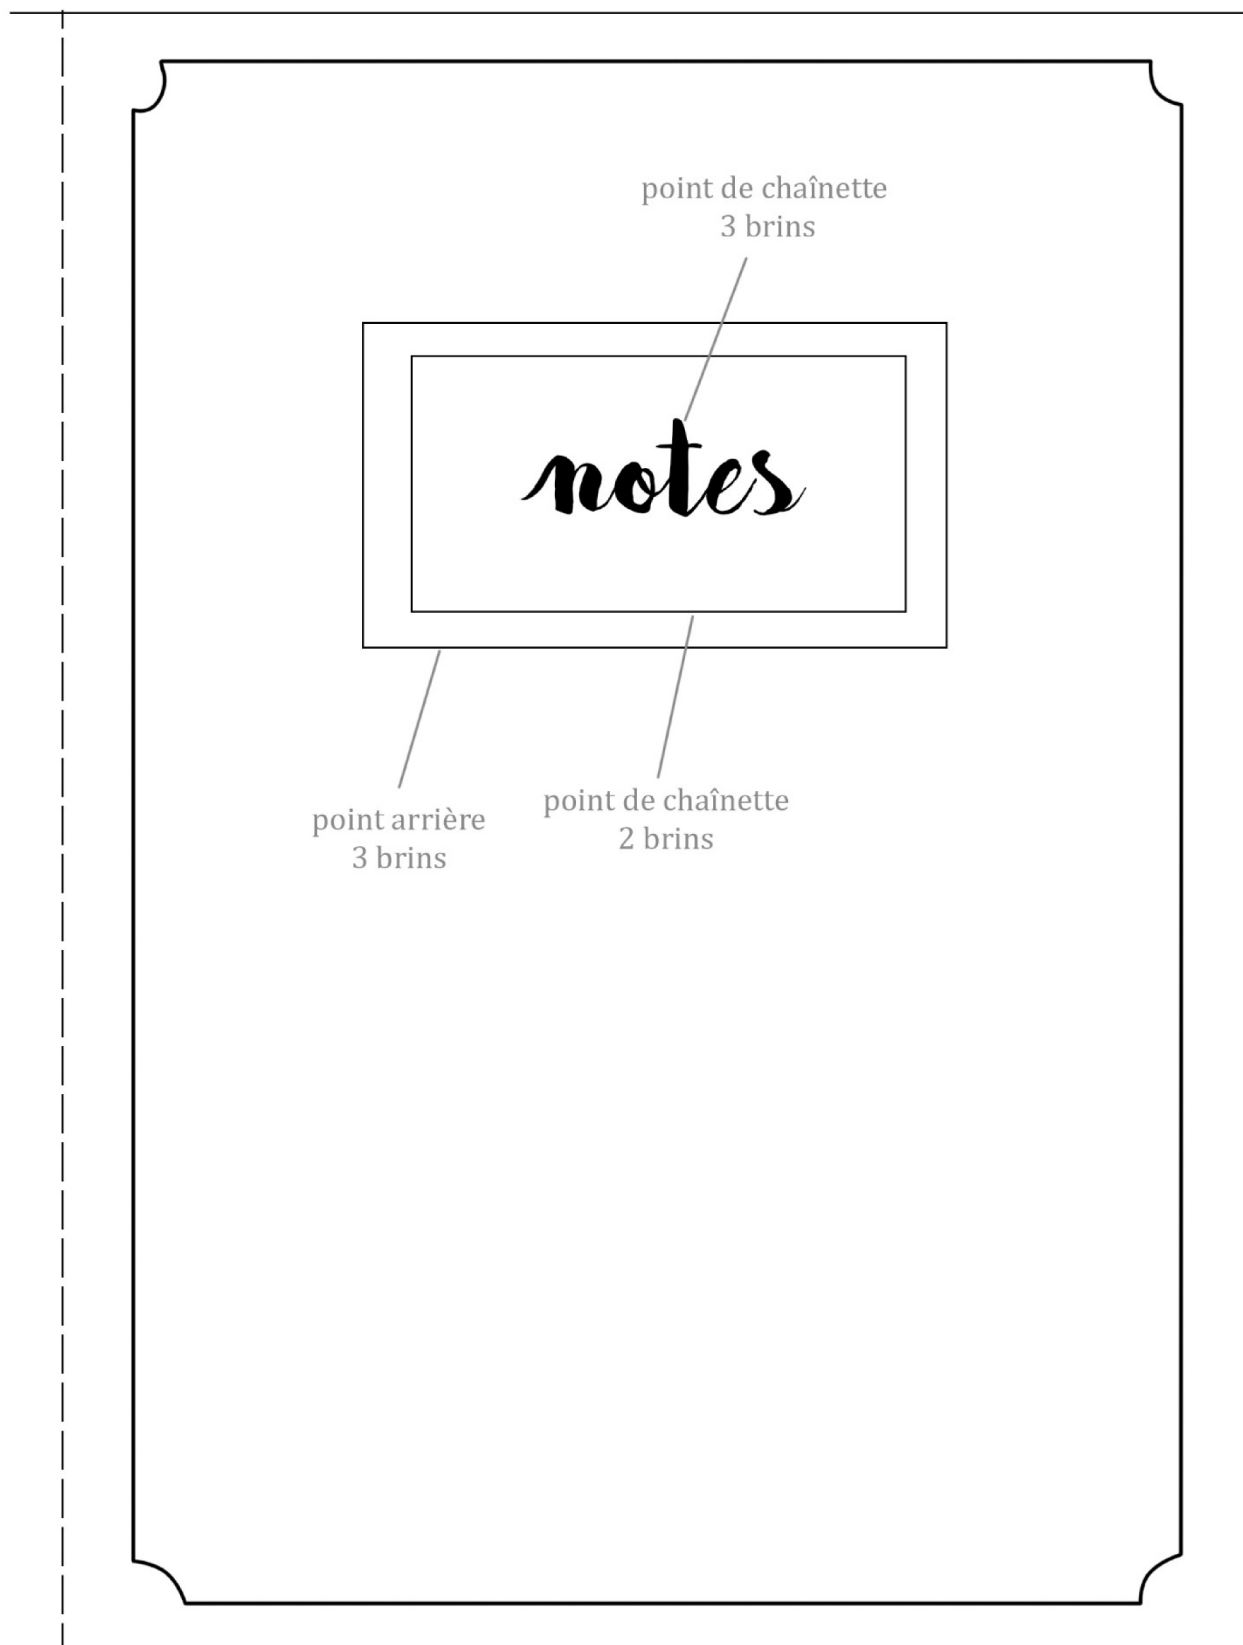 point de chaînette
3 brins
notes
point arrière
3 brins
point de chaînette
2 brins